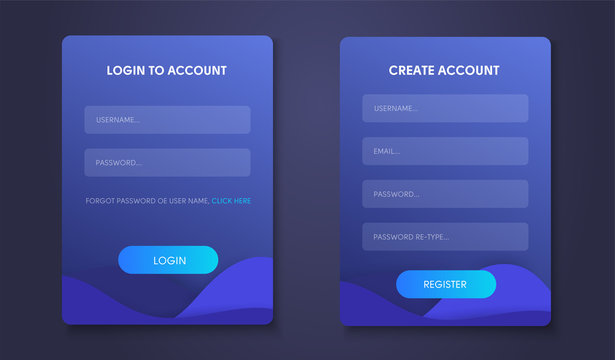 LOGIN TO ACCOUNT
USERNAME...
PASSWORD...
FORGOT PASSWORD OE USER NAME, CLICK HERE
LOGIN
CREATE ACCOUNT
USERNAME...
EMAIL...
PASSWORD...
PASSWORD RE-TYPE...
REGISTER